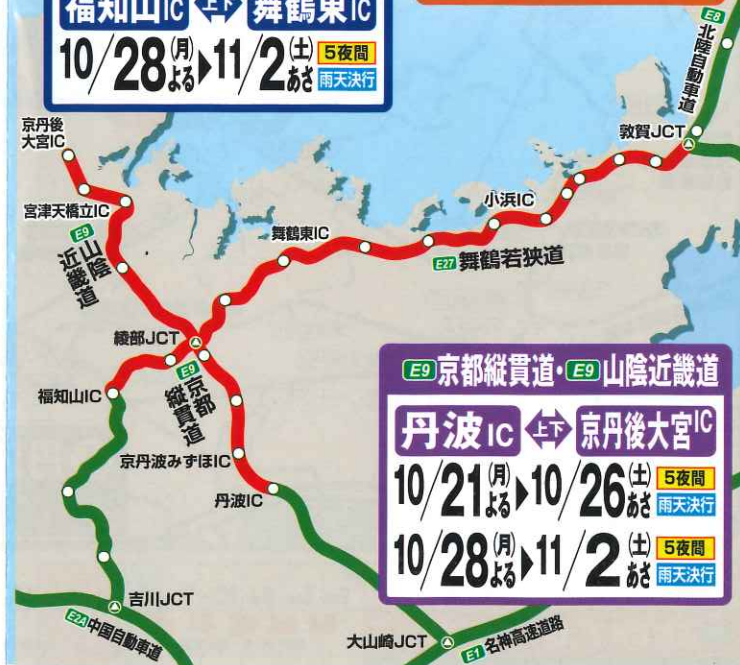 福知山IC 上下 舞鶴東IC
10/28(月)よる▶11/2(土)あさ 5夜間 雨天決行
E8 北陸自動車道
京丹後大宮IC
敦賀JCT
宮津天橋立IC
小浜IC
舞鶴東IC
E9 山陰近畿道
E27 舞鶴若狭道
綾部JCT
E9 京都縦貫道
福知山IC
京丹波みずほIC
丹波IC
E9 京都縦貫道・E9 山陰近畿道
丹波IC 上下 京丹後大宮IC
10/21(月)よる▶10/26(土)あさ 5夜間 雨天決行
10/28(月)よる▶11/2(土)あさ 5夜間 雨天決行
吉川JCT
E2A 中国自動車道
大山崎JCT
E1 名神高速道路